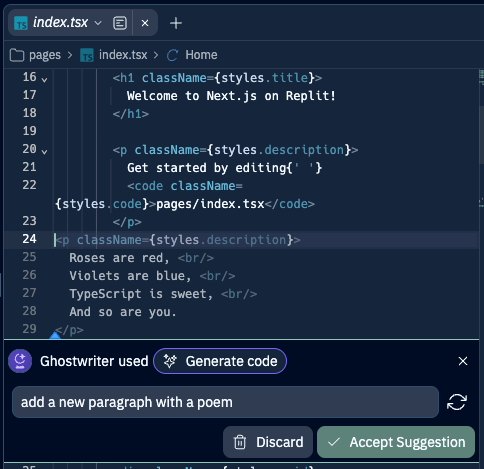 TS index.tsx
pages > TS index.tsx > Home
16 <h1 className={styles.title}>
17 Welcome to Next.js on Replit!
18 </h1>
19
20 <p className={styles.description}>
21 Get started by editing{' '}
22 <code className=
{styles.code}>pages/index.tsx</code>
23 </p>
24 <p className={styles.description}>
25 Roses are red, <br/>
26 Violets are blue, <br/>
27 TypeScript is sweet, <br/>
28 And so are you.
29 </p>
Ghostwriter used Generate code
add a new paragraph with a poem
Discard Accept Suggestion